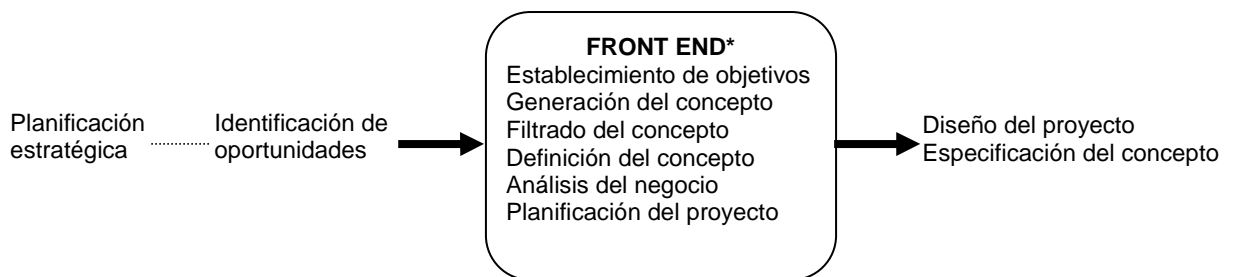 Planificación
estratégica
Identificación de
oportunidades
FRONT END*
Establecimiento de objetivos
Generación del concepto
Filtrado del concepto
Definición del concepto
Análisis del negocio
Planificación del proyecto
Diseño del proyecto
Especificación del concepto